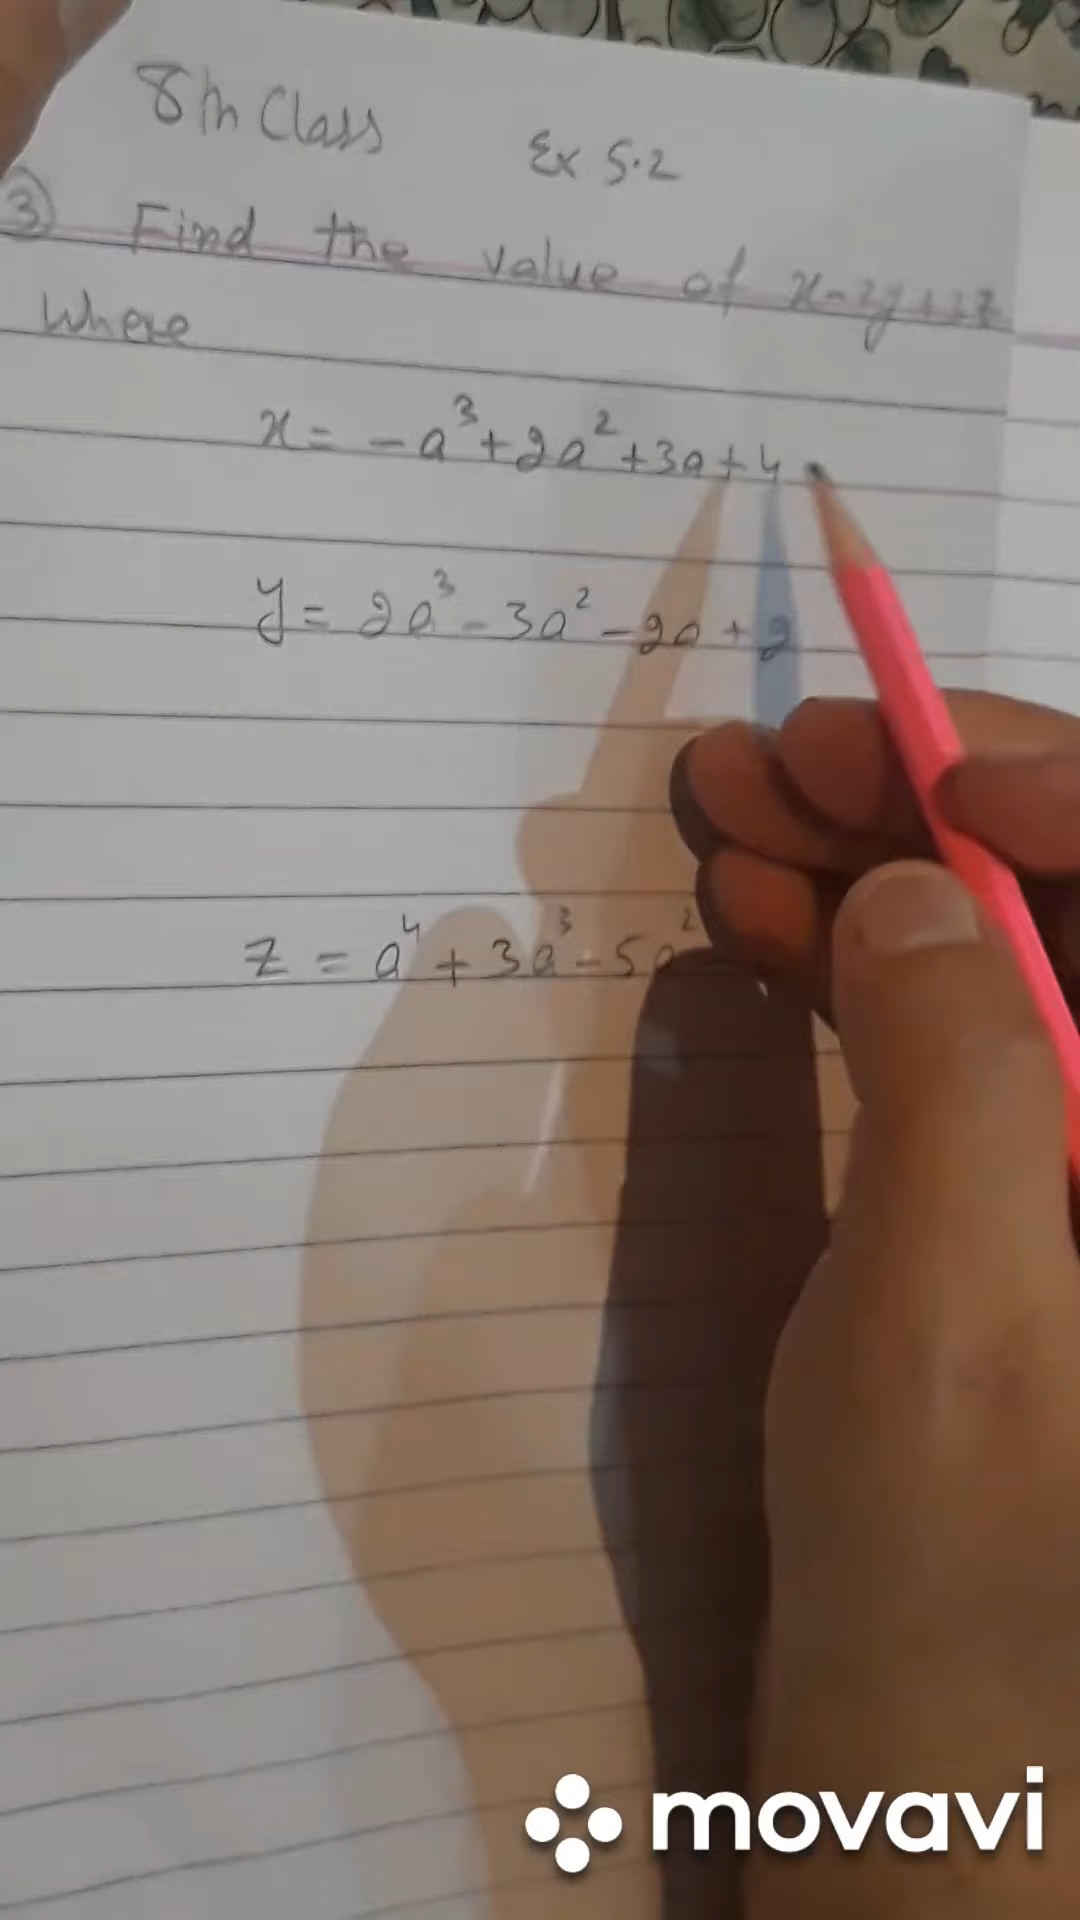 8th Class Ex 5.2
③ Find the value of x-2y+3z
Where
x = -a³+2a²+3a+4
y = 2a³-3a²-2a+2
z = a⁴+3a³-5a²
movavi